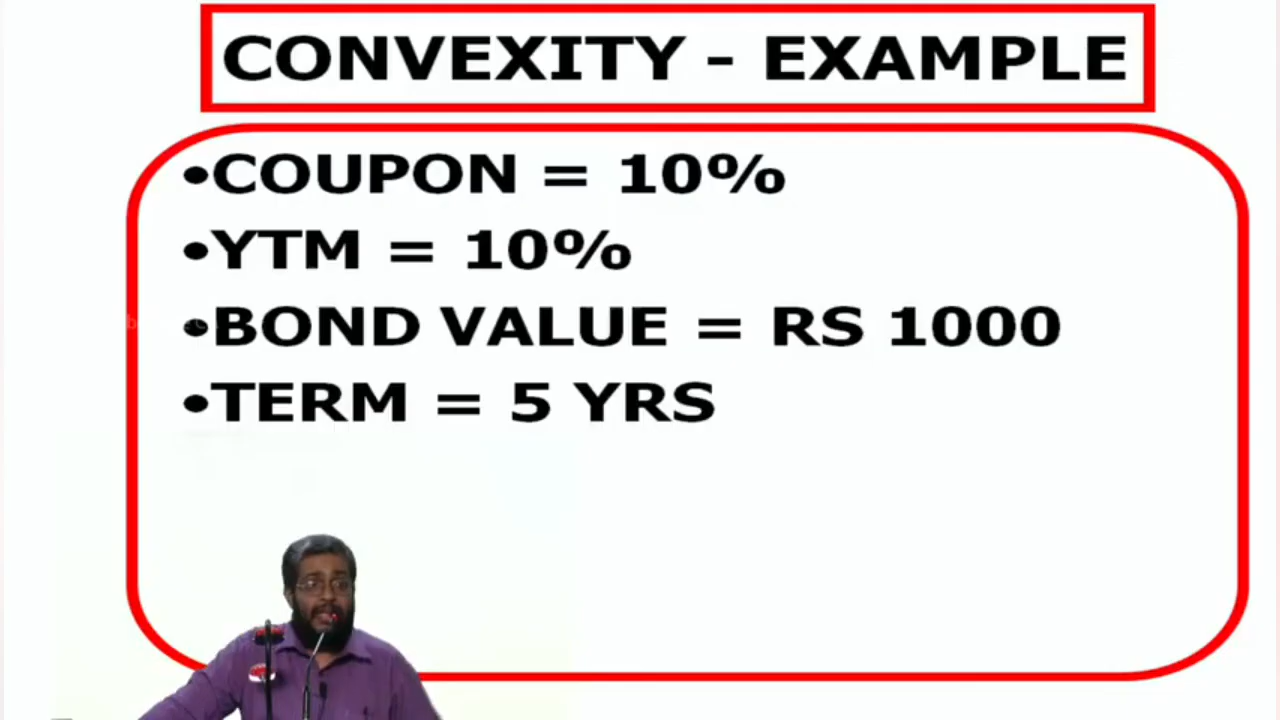 CONVEXITY - EXAMPLE
•COUPON = 10%
•YTM = 10%
•BOND VALUE = RS 1000
•TERM = 5 YRS